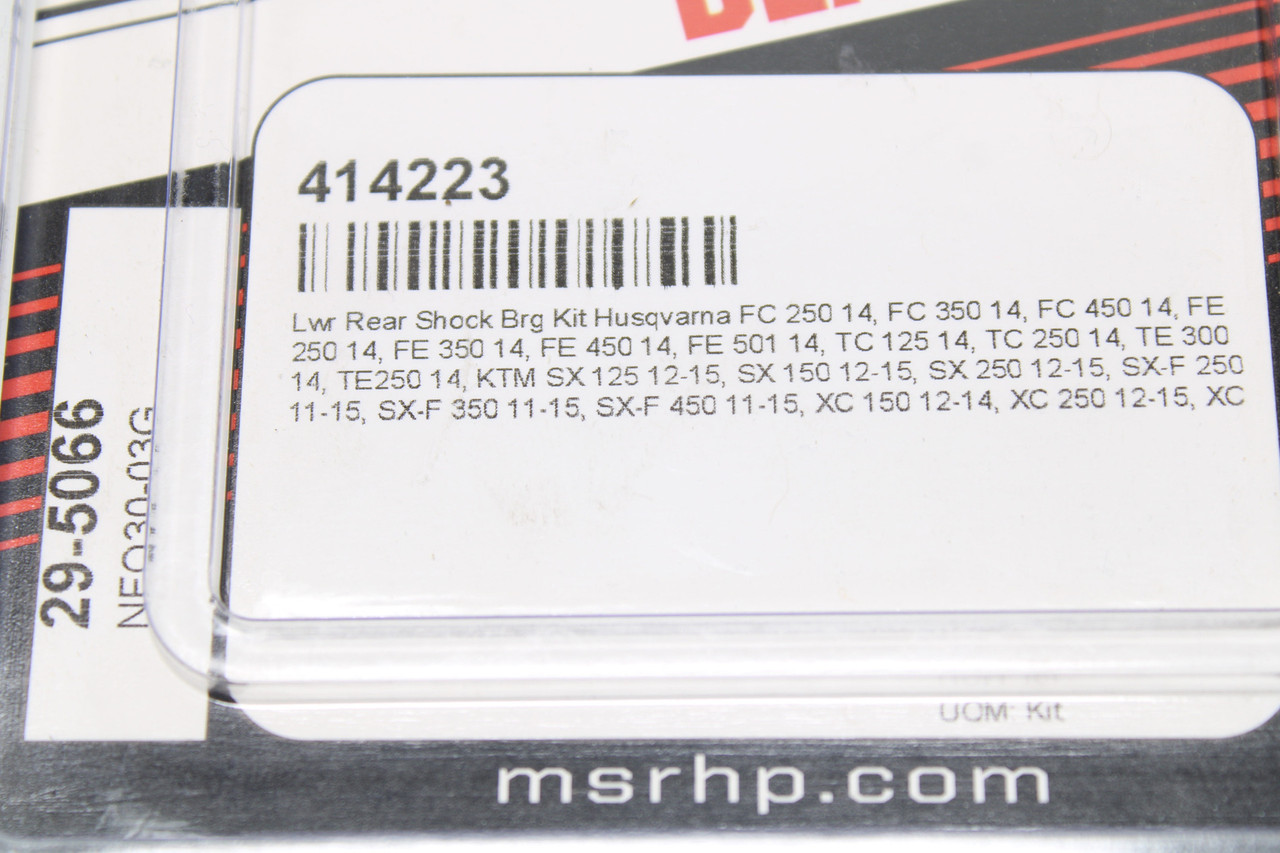 414223
Lwr Rear Shock Brg Kit Husqvarna FC 250 14, FC 350 14, FC 450 14, FE
250 14, FE 350 14, FE 450 14, FE 501 14, TC 125 14, TC 250 14, TE 300
14, TE250 14, KTM SX 125 12-15, SX 150 12-15, SX 250 12-15, SX-F 250
11-15, SX-F 350 11-15, SX-F 450 11-15, XC 150 12-14, XC 250 12-15, XC
UOM: Kit
29-5066
msrhp.com